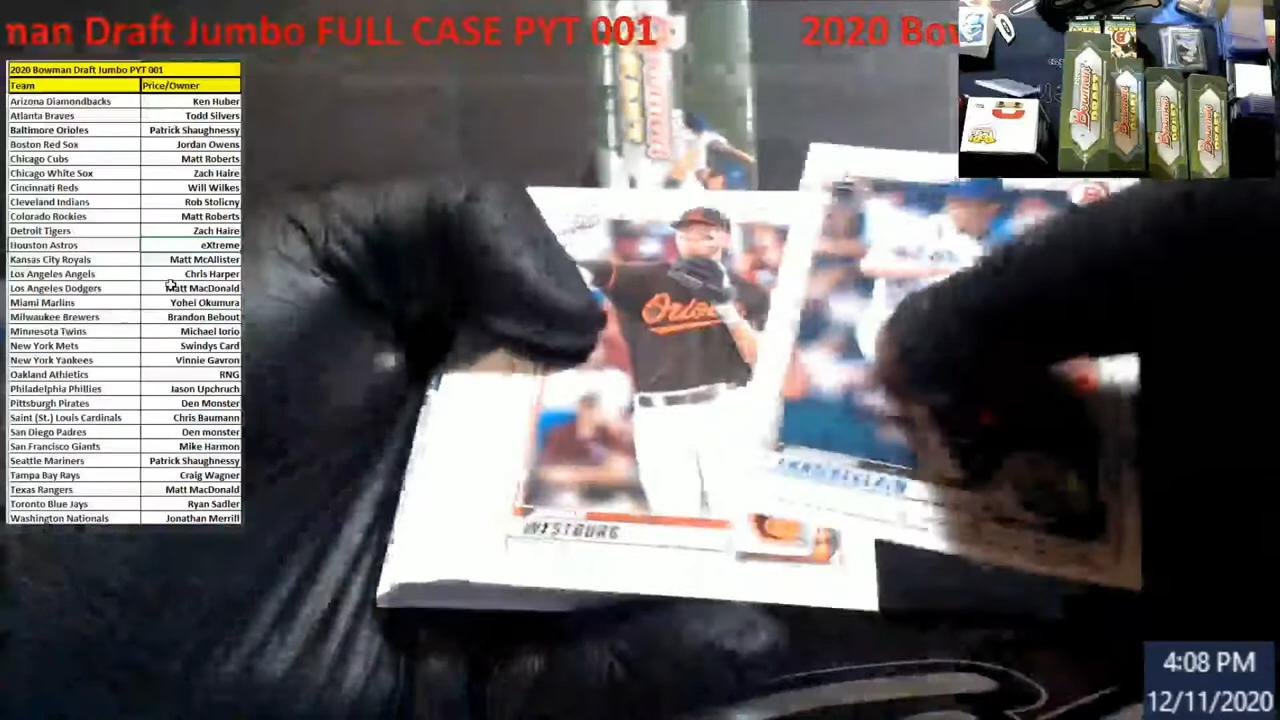 man Draft Jumbo FULL CASE PYT 001 2020 Bow
2020 Bowman Draft Jumbo PYT 001
Team Price/Owner
Arizona Diamondbacks Ken Huber
Atlanta Braves Todd Silvers
Baltimore Orioles Patrick Shaughnessy
Boston Red Sox Jordan Owens
Chicago Cubs Matt Roberts
Chicago White Sox Zach Haire
Cincinnati Reds Will Wilkes
Cleveland Indians Rob Stolicny
Colorado Rockies Matt Roberts
Detroit Tigers Zach Haire
Houston Astros eXtreme
Kansas City Royals Matt McAllister
Los Angeles Angels Chris Harper
Los Angeles Dodgers Matt MacDonald
Miami Marlins Yohei Okumura
Milwaukee Brewers Brandon Bebout
Minnesota Twins Michael Iorio
New York Mets Swindys Card
New York Yankees Vinnie Gavron
Oakland Athletics RNG
Philadelphia Phillies Jason Upchruch
Pittsburgh Pirates Den Monster
Saint (St.) Louis Cardinals Chris Baumann
San Diego Padres Den monster
San Francisco Giants Mike Harmon
Seattle Mariners Patrick Shaughnessy
Tampa Bay Rays Craig Wagner
Texas Rangers Matt MacDonald
Toronto Blue Jays Ryan Sadler
Washington Nationals Jonathan Merrill
Orioles
WESTBURG
4:08 PM
12/11/2020